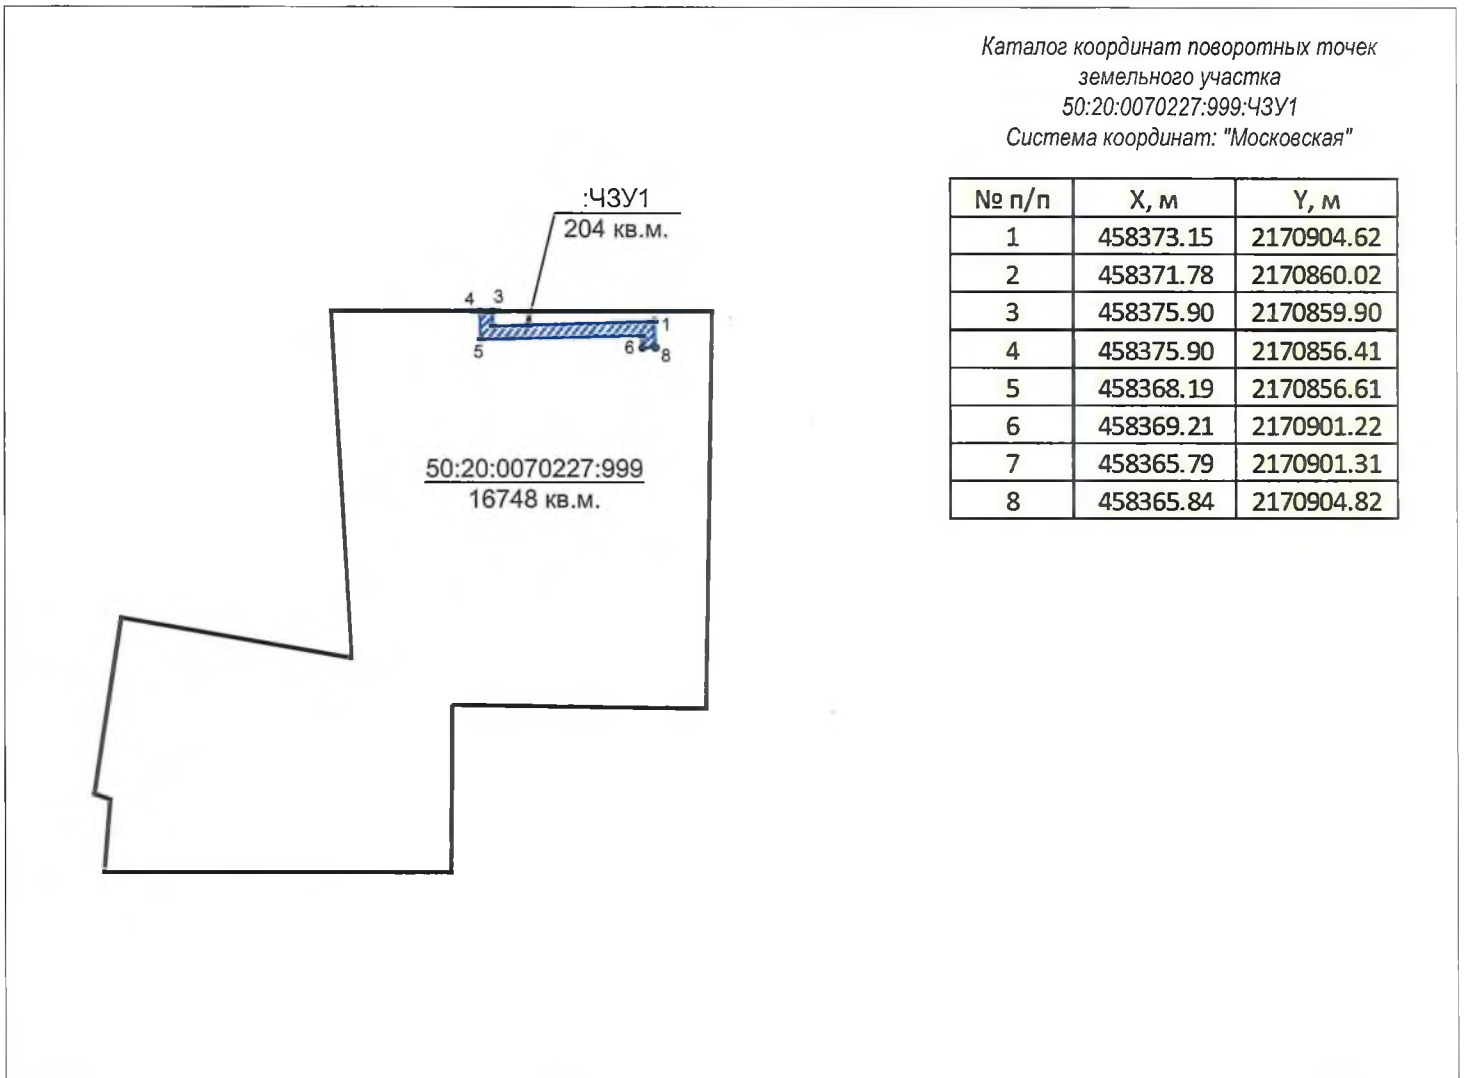 Каталог координат поворотных точек
земельного участка
50:20:0070227:999:ЧЗУ1
Система координат: "Московская"
№ п/п X, м Y, м
1 458373.15 2170904.62
2 458371.78 2170860.02
3 458375.90 2170859.90
4 458375.90 2170856.41
5 458368.19 2170856.61
6 458369.21 2170901.22
7 458365.79 2170901.31
8 458365.84 2170904.82
:ЧЗУ1
204 кв.м.
4 3
1
5 6 8
50:20:0070227:999
16748 кв.м.